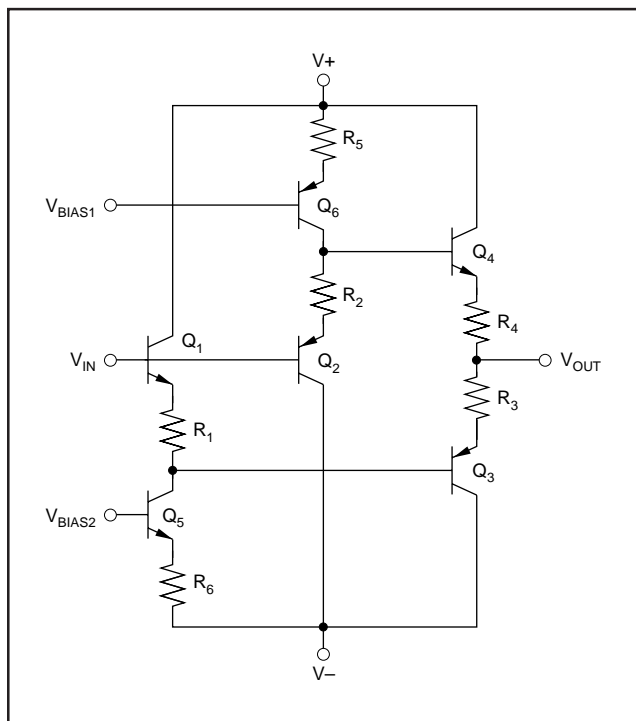 V+
R5
VBIAS1
Q6
Q4
R2
R4
Q1
VIN
Q2
VOUT
R3
R1
Q3
VBIAS2
Q5
R6
V–